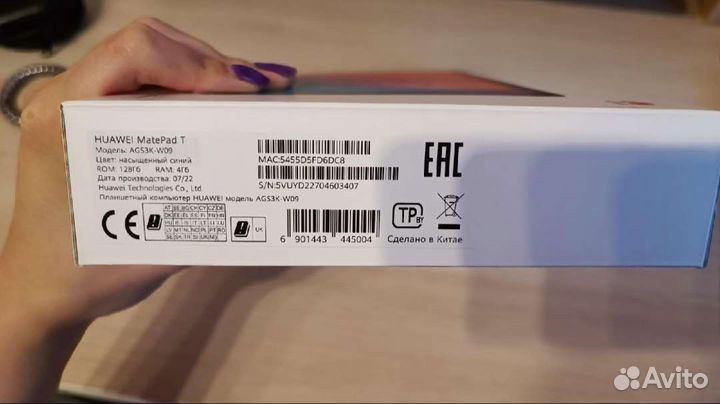 HUAWEI MatePad T
Модель: AGS3K-W09
Цвет: насыщенный синий
ROM: 128Гб RAM: 4Гб
Дата производства: 07/22
Huawei Technologies Co., Ltd.
Планшетный компьютер HUAWEI модель AGS3K-W09
MAC:5455D5FD6DC8
S/N:5VUYD22704603407
EAC
CE
UK
6 901443 445004
TP BY
Сделано в Китае
Avito